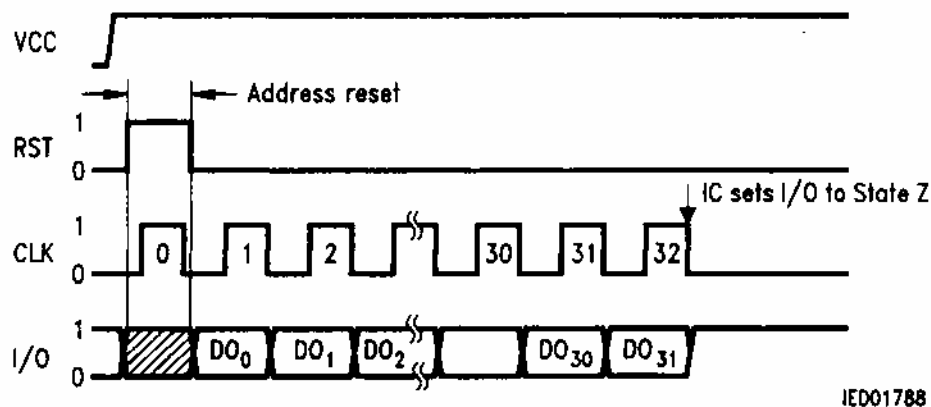 VCC
Address reset
RST 1
0
IC sets I/O to State Z
CLK 1
0
0 1 2 30 31 32
I/O 1
0
DO0 DO1 DO2 DO30 DO31
IED01788